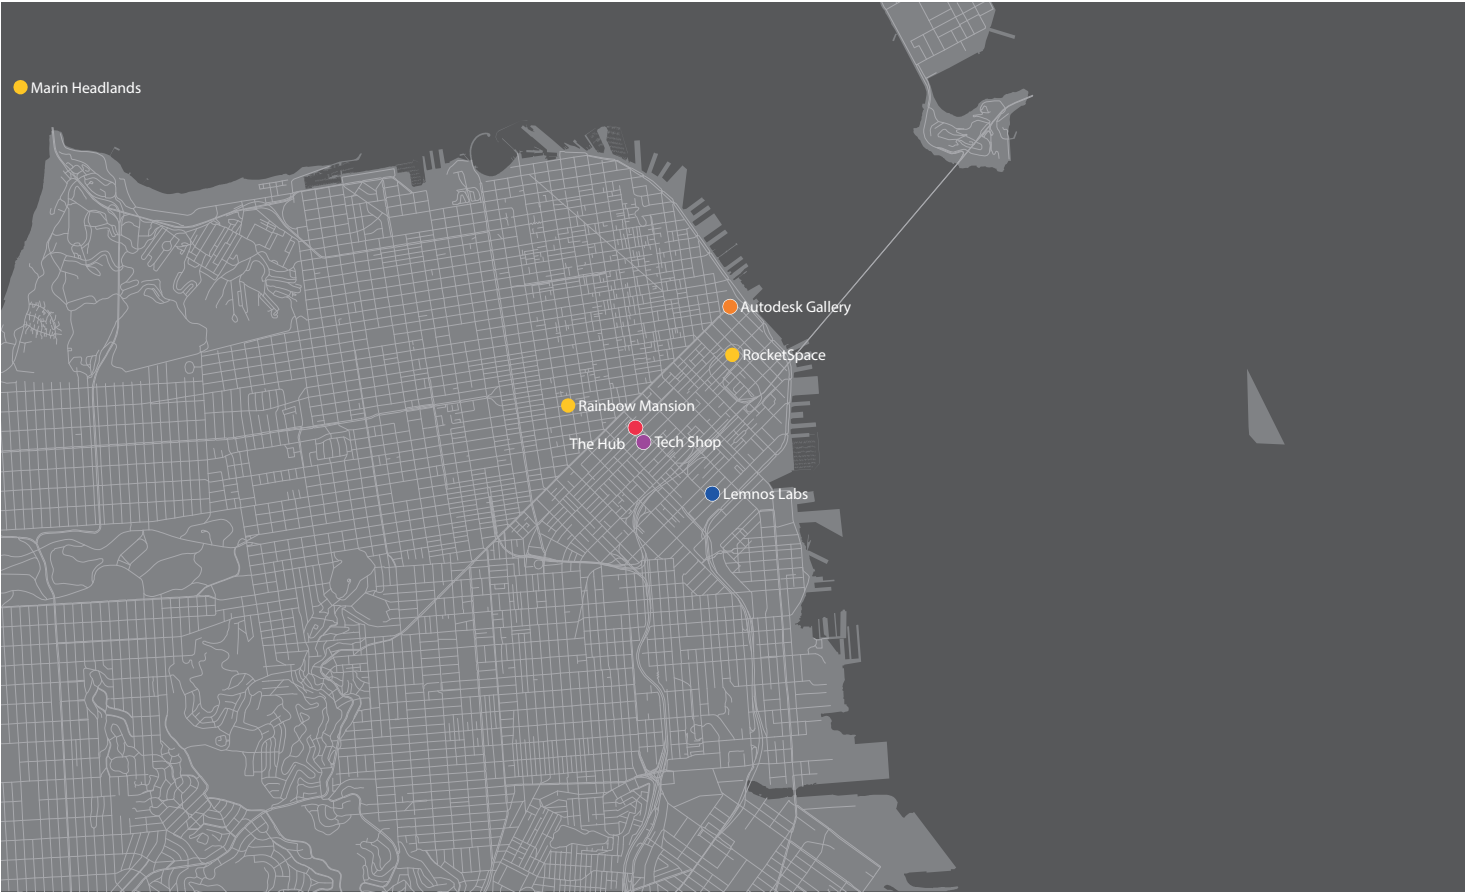 Marin Headlands
Autodesk Gallery
RocketSpace
Rainbow Mansion
The Hub
Tech Shop
Lemnos Labs